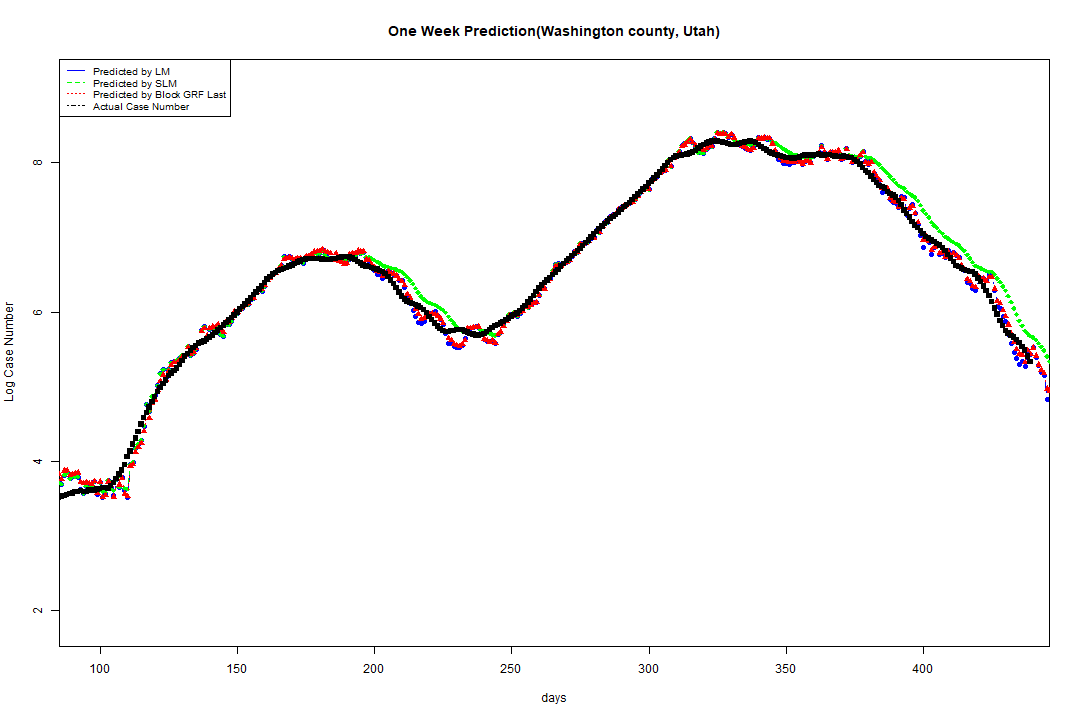 One Week Prediction(Washington county, Utah)
Predicted by LM
Predicted by SLM
Predicted by Block GRF Last
Actual Case Number
8
6
4
2
Log Case Number
100 150 200 250 300 350 400
days